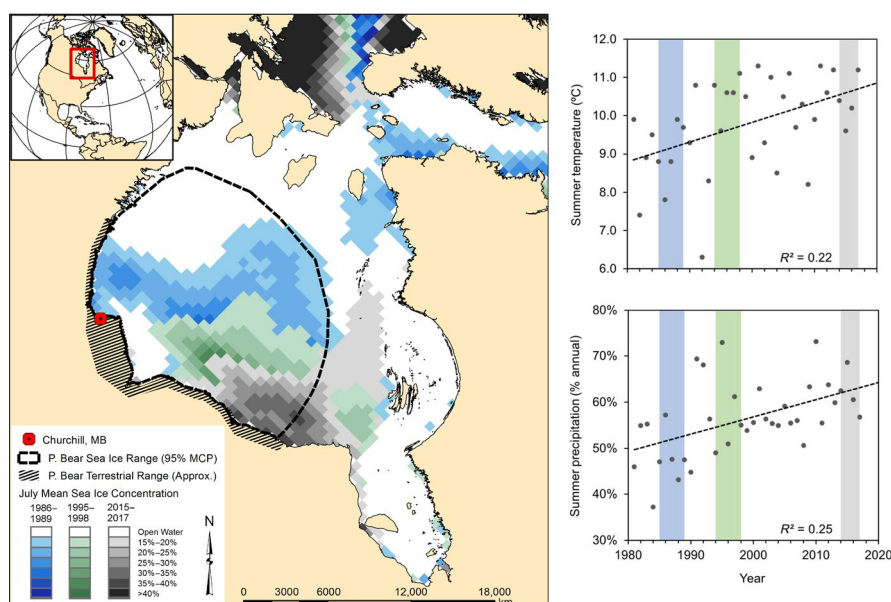 Churchill, MB
P. Bear Sea Ice Range (95% MCP)
P. Bear Terrestrial Range (Approx.)
July Mean Sea Ice Concentration
1986–
1989
1995–
1998
2015–
2017
Open Water
15%–20%
20%–25%
25%–30%
30%–35%
35%–40%
>40%
N
0 3000 6000 12,000 18,000
Summer temperature (ºC)
12.0
11.0
10.0
9.0
8.0
7.0
6.0
R² = 0.22
Summer precipitation (% annual)
80%
70%
60%
50%
40%
30%
R² = 0.25
1980 1990 2000 2010 2020
Year